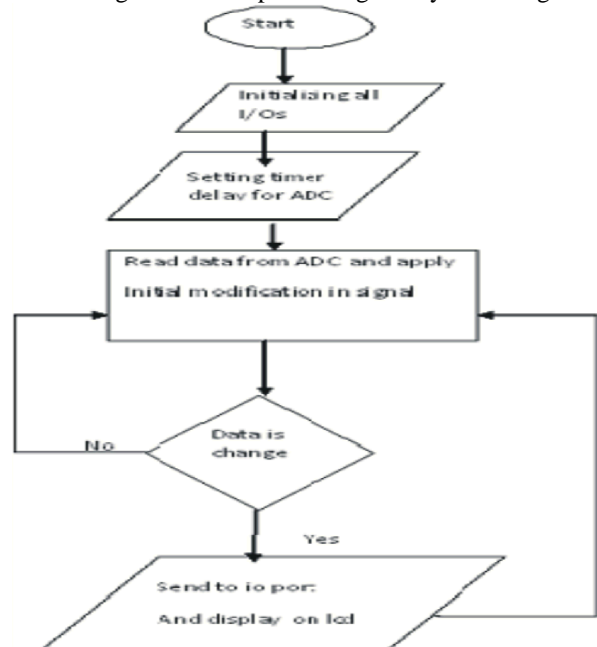 Start
Initializing all
I/Os
Setting timer
delay for ADC
Read data from ADC and apply
Initial modification in signal
Data is
change
No
Yes
Send to io port
And display on lcd